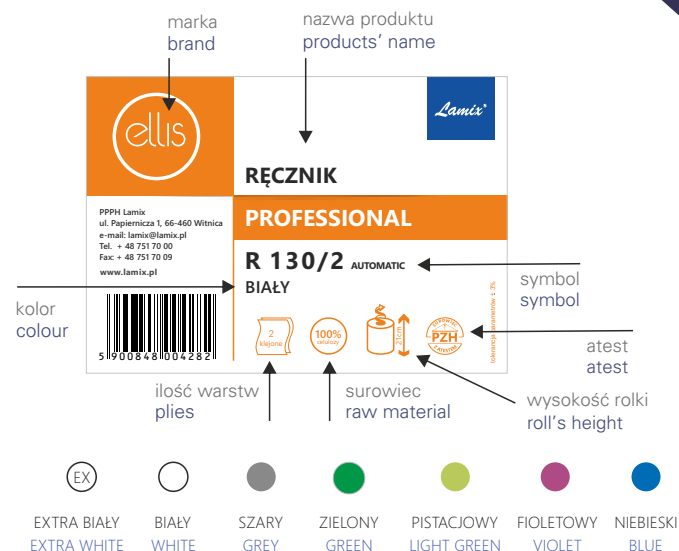 marka
brand
nazwa produktu
products' name
ellis
Lamix®
RĘCZNIK
PROFESSIONAL
PPPH Lamix
ul. Papiernicza 1, 66-460 Witnica
e-mail: lamix@lamix.pl
Tel. + 48 751 70 00
Fax: + 48 751 70 09
www.lamix.pl
R 130/2 AUTOMATIC
BIAŁY
symbol
symbol
kolor
colour
5 900848 004282
2
klejone
100%
celulozy
21cm
PZH
Z ATESTEM
tolerancja parametrów ± 3%
atest
atest
ilość warstw
plies
surowiec
raw material
wysokość rolki
roll's height
EX
EXTRA BIAŁY
EXTRA WHITE
BIAŁY
WHITE
SZARY
GREY
ZIELONY
GREEN
PISTACJOWY
LIGHT GREEN
FIOLETOWY
VIOLET
NIEBIESKI
BLUE